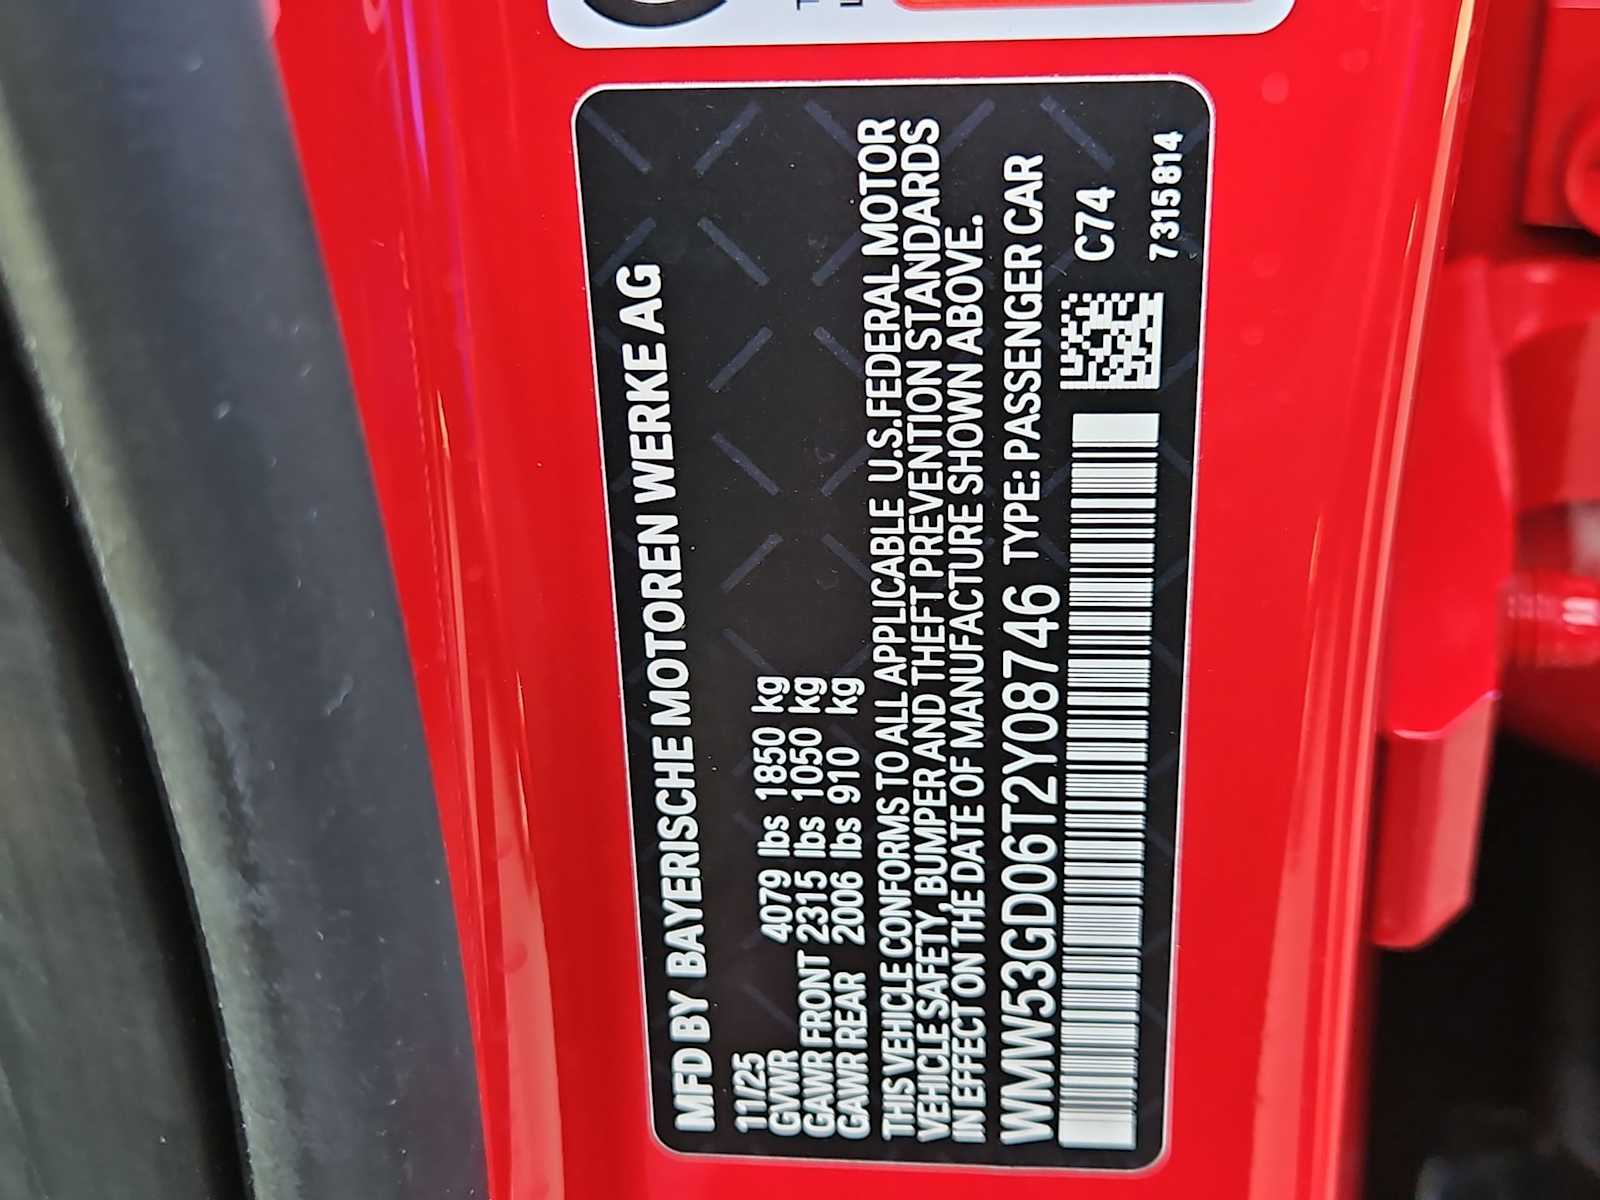 MFD BY BAYERISCHE MOTOREN WERKE AG
11/25
GVWR 4079 lbs 1850 kg
GAWR FRONT 2315 lbs 1050 kg
GAWR REAR 2006 lbs 910 kg
THIS VEHICLE CONFORMS TO ALL APPLICABLE U.S.FEDERAL MOTOR
VEHICLE SAFETY, BUMPER AND THEFT PREVENTION STANDARDS
IN EFFECT ON THE DATE OF MANUFACTURE SHOWN ABOVE.
WMW53GD06T2Y08746 TYPE: PASSENGER CAR
C74
7315814